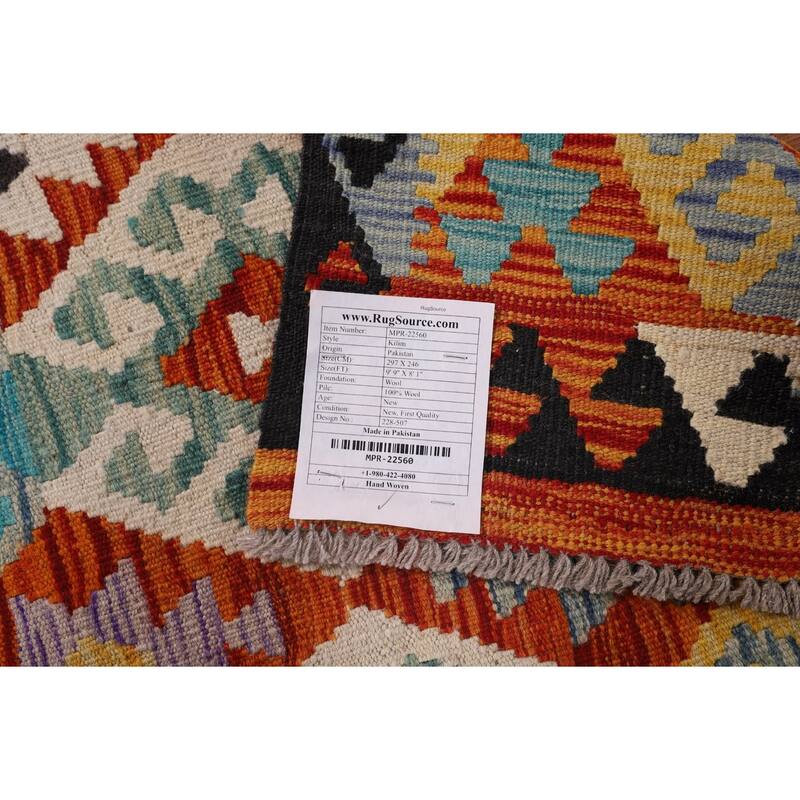 RugSource
www.RugSource.com
Item Number: MPR-22560
Style Kilim
Origin Pakistan
Size(CM) 297 X 246
Size(FT): 9' 9" X 8' 1"
Foundation: Wool
Pile: 100% Wool
Age: New
Condition: New, First Quality
Design No.: 228-507
Made in Pakistan
MPR-22560
+1-980-422-4080
Hand Woven